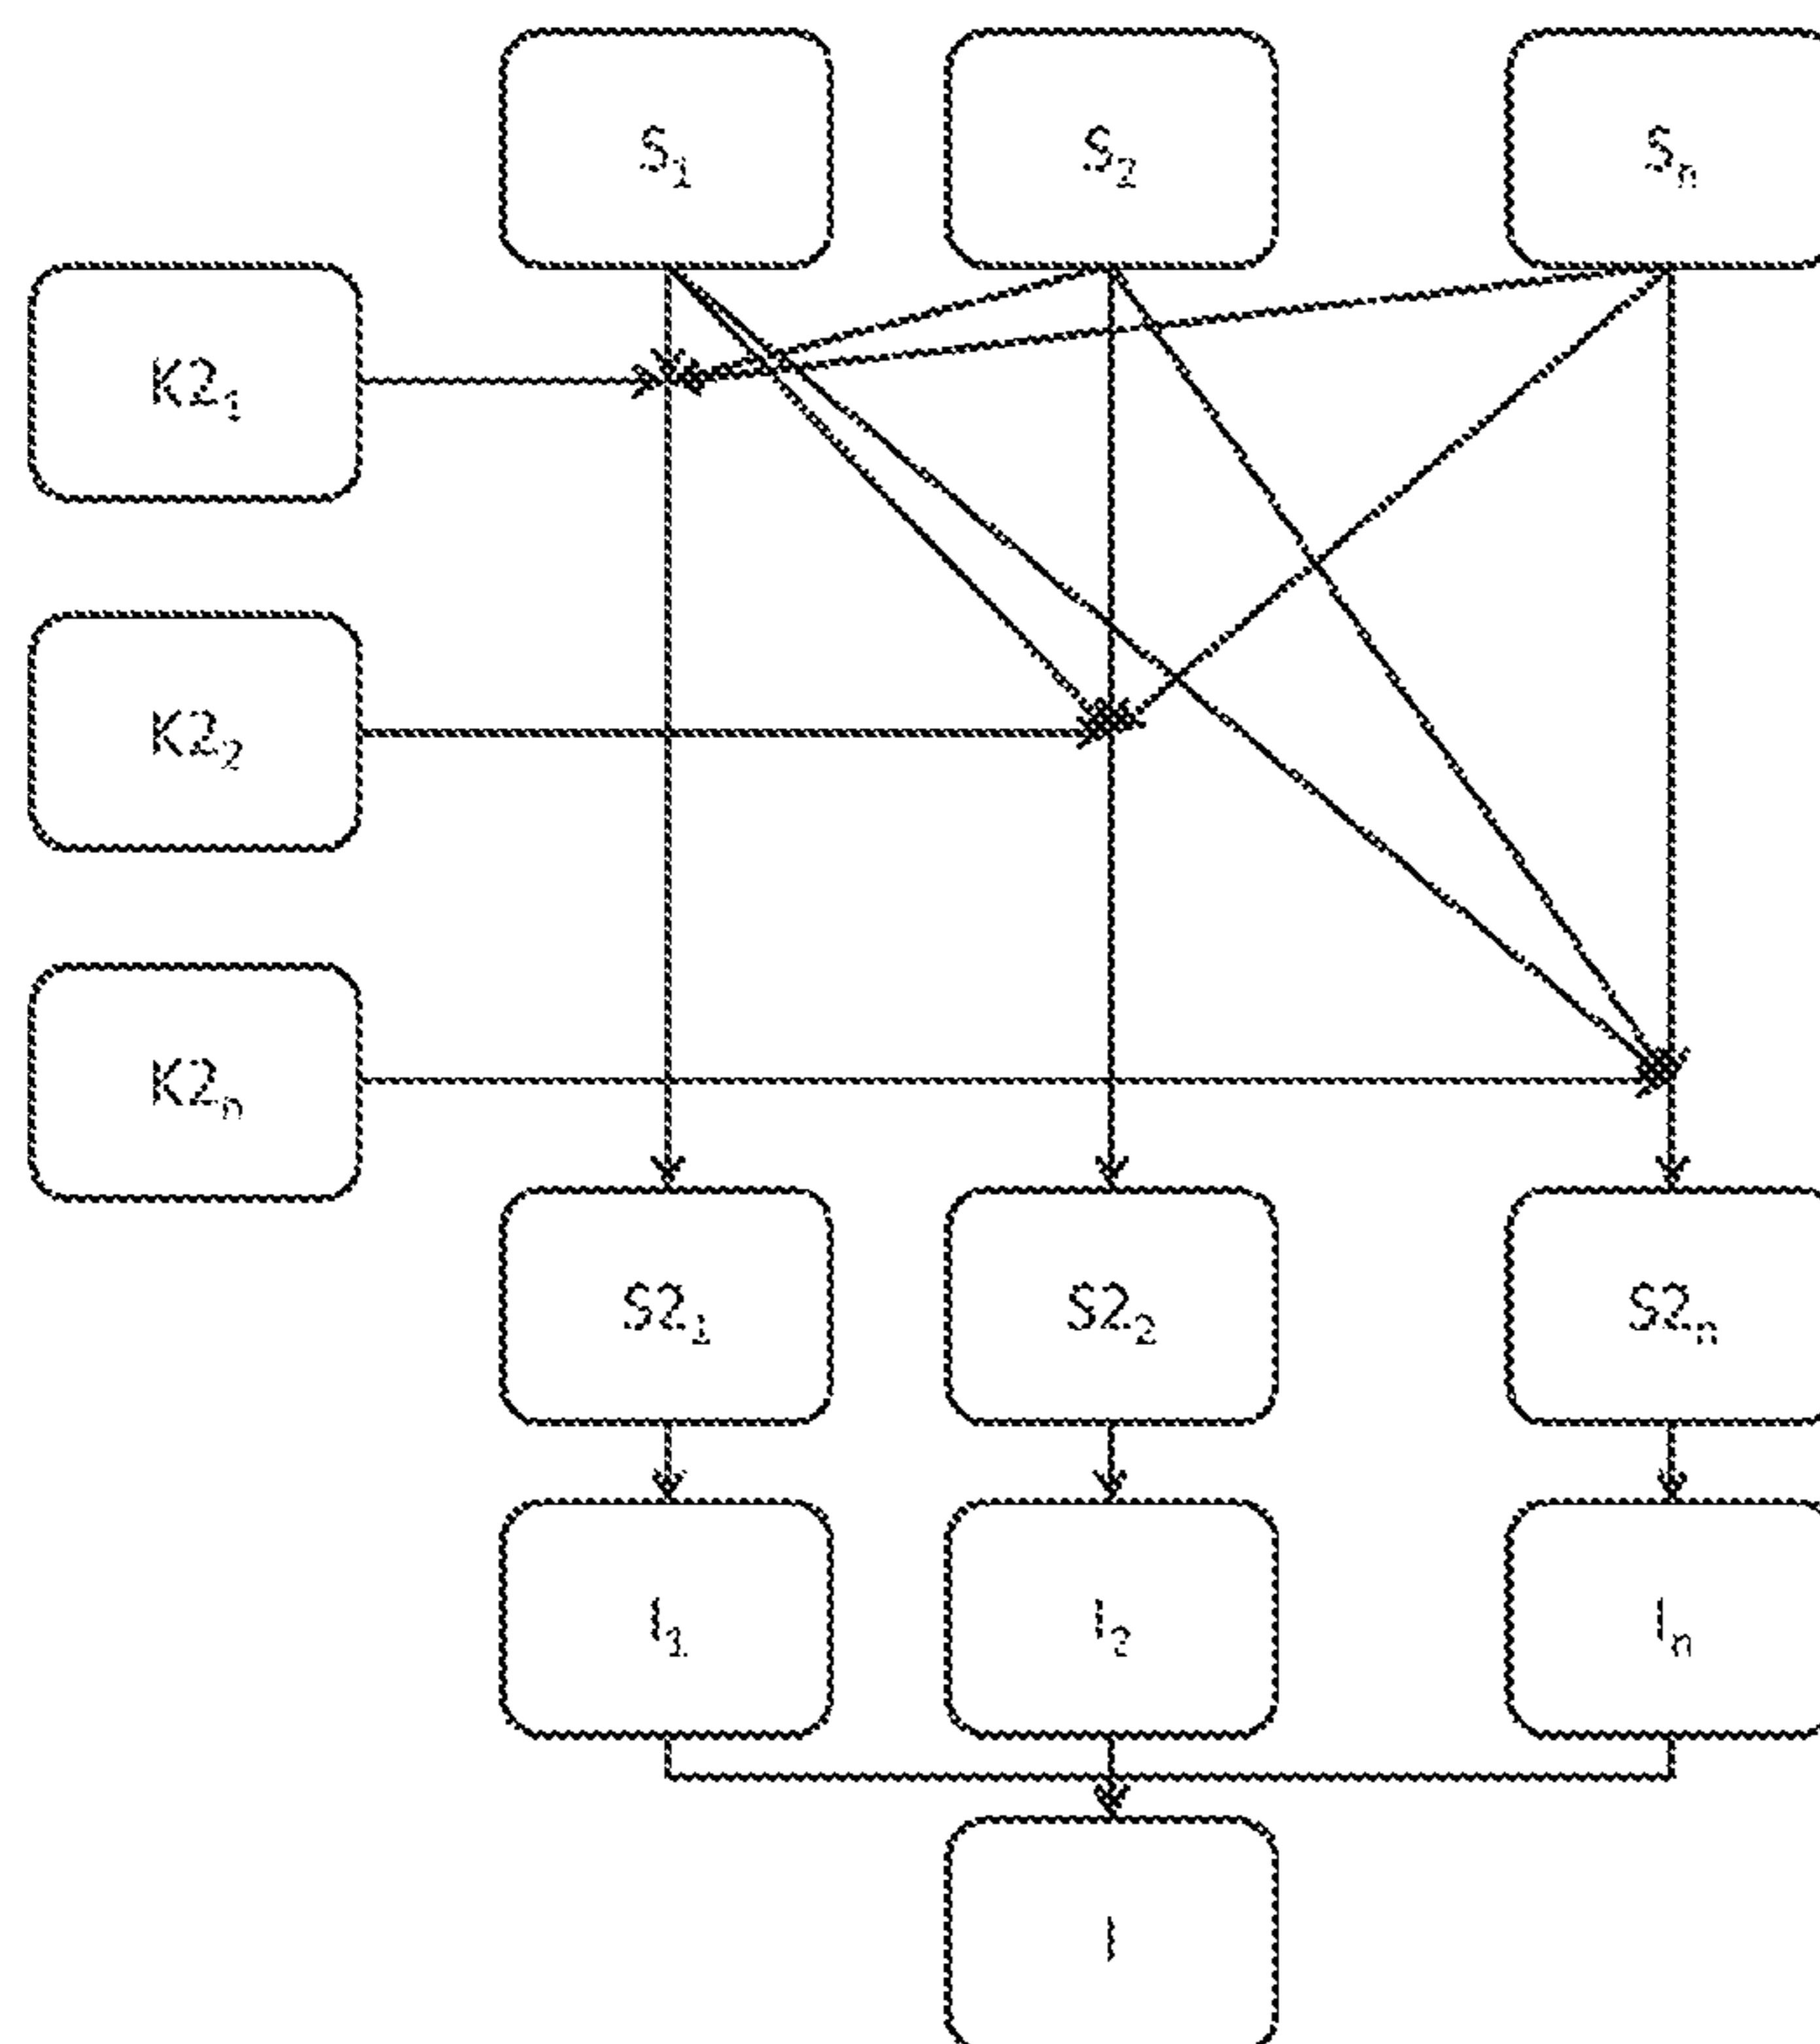 S₁ S₂ Sₙ
K2₁
K2₂
K2ₙ
S2₁ S2₂ S2ₙ
I₁ I₂ Iₙ
I